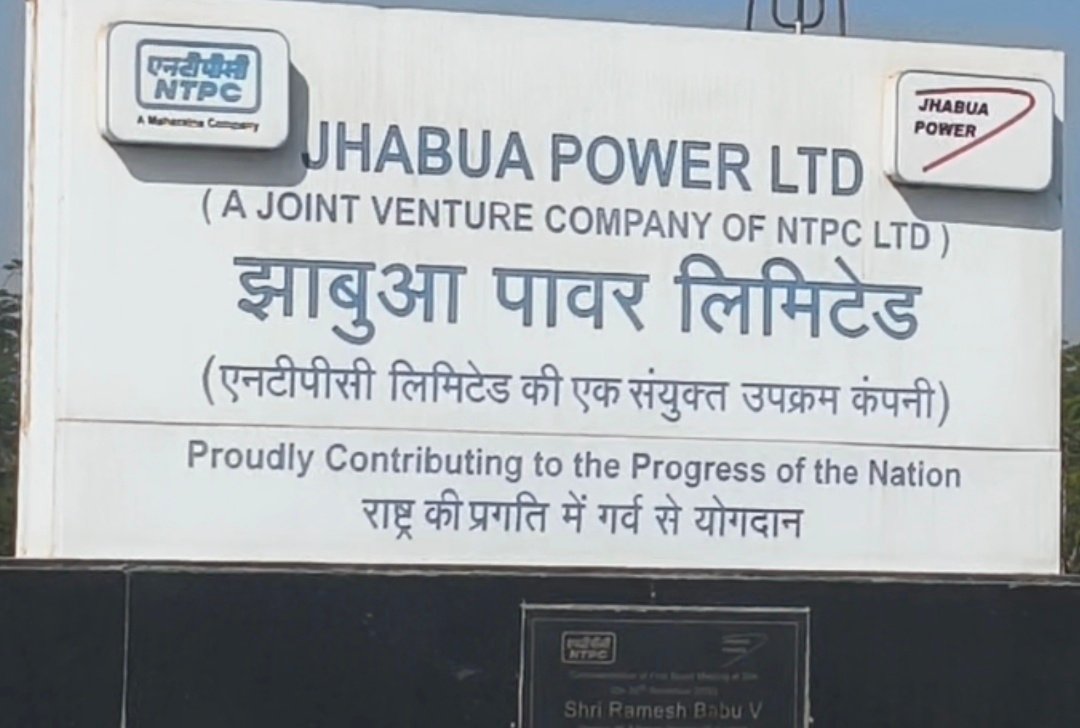 एनटीपीसी
NTPC
A Maharatna Company
JHABUA
POWER
JHABUA POWER LTD
( A JOINT VENTURE COMPANY OF NTPC LTD )
झाबुआ पावर लिमिटेड
(एनटीपीसी लिमिटेड की एक संयुक्त उपक्रम कंपनी)
Proudly Contributing to the Progress of the Nation
राष्ट्र की प्रगति में गर्व से योगदान
एनटीपीसी
NTPC
Shri Ramesh Babu V